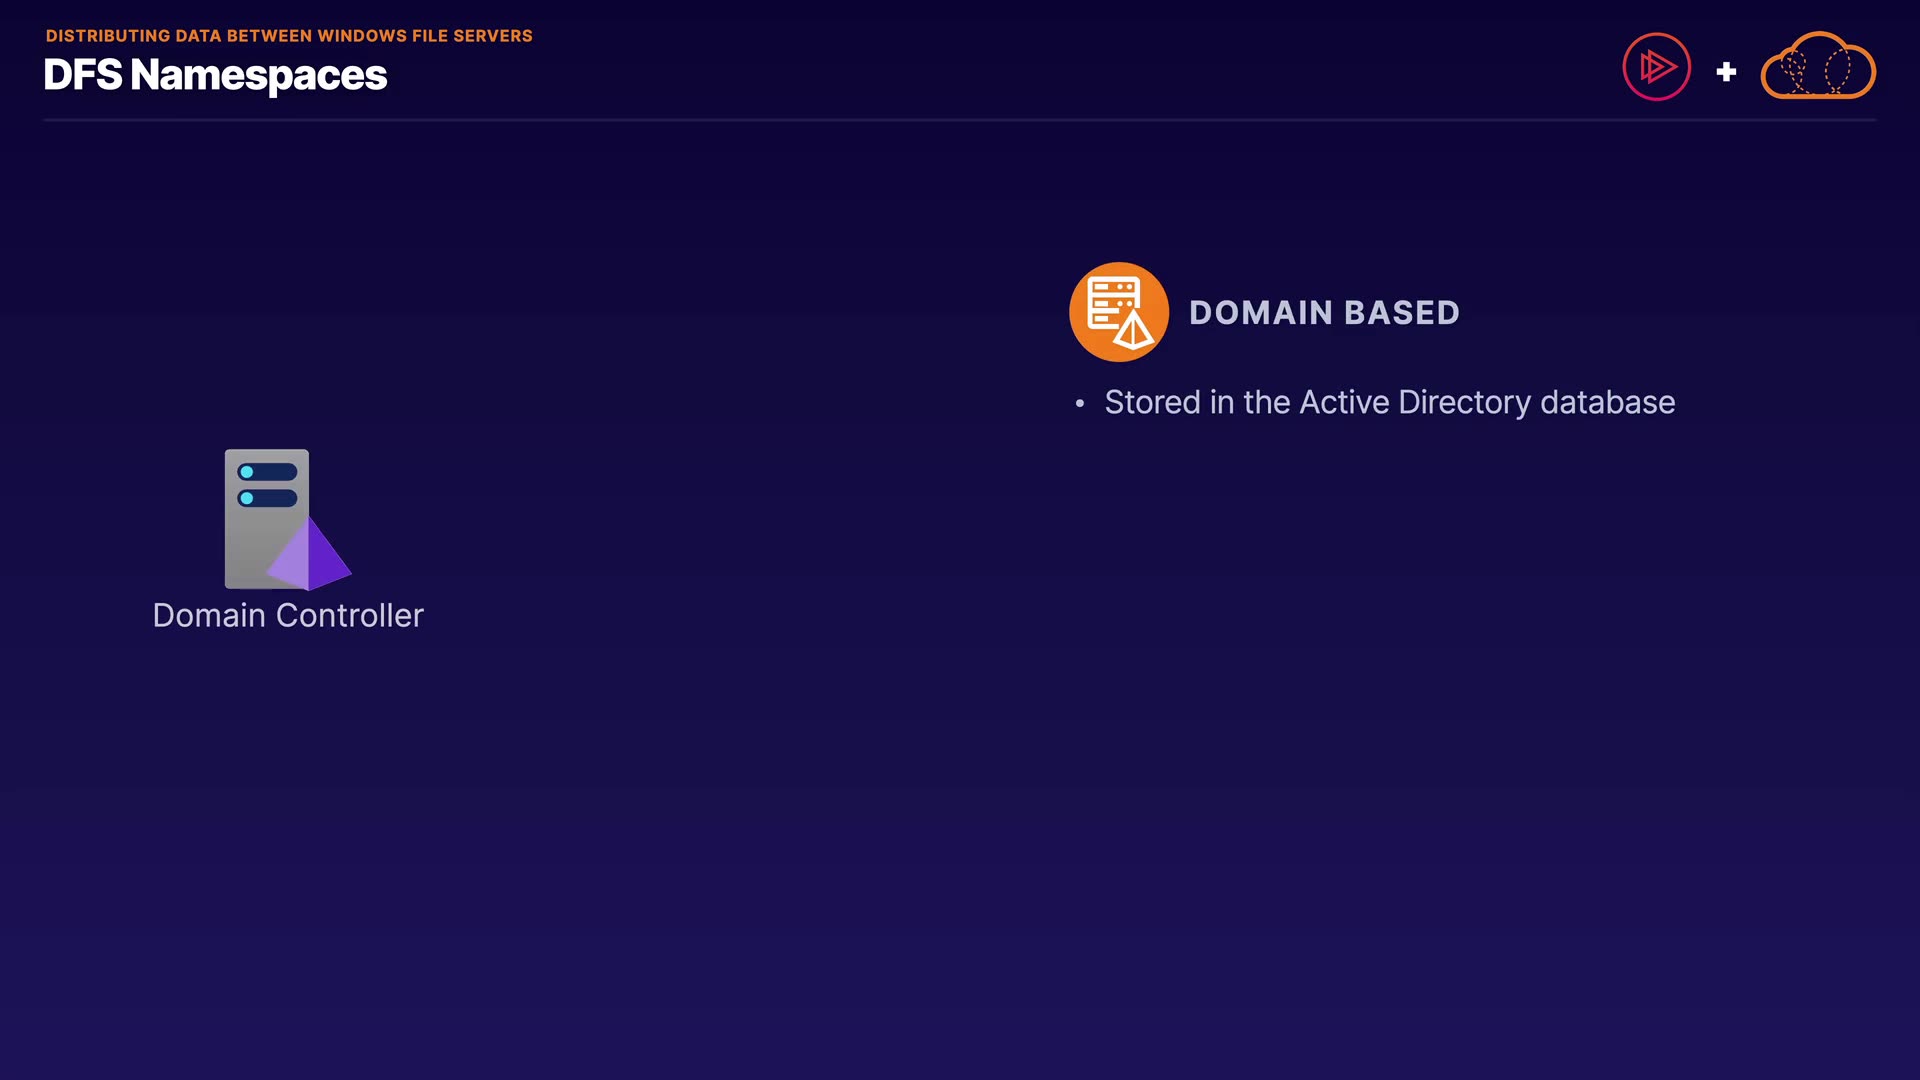 DISTRIBUTING DATA BETWEEN WINDOWS FILE SERVERS
DFS Namespaces
+
DOMAIN BASED
• Stored in the Active Directory database
Domain Controller